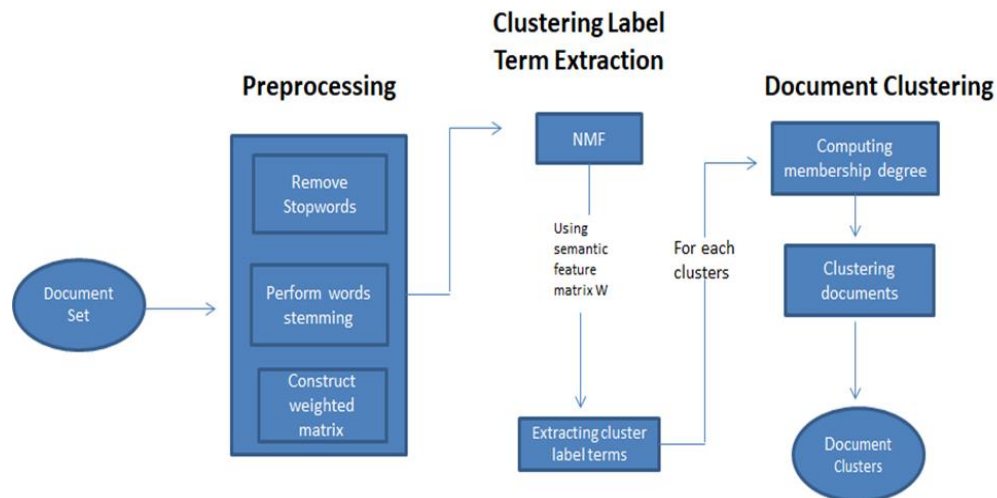 Clustering Label
Term Extraction
Preprocessing
Document Clustering
Remove
Stopwords
Perform words
stemming
Construct
weighted
matrix
Document
Set
NMF
Using
semantic
feature
matrix W
Extracting cluster
label terms
For each
clusters
Computing
membership degree
Clustering
documents
Document
Clusters